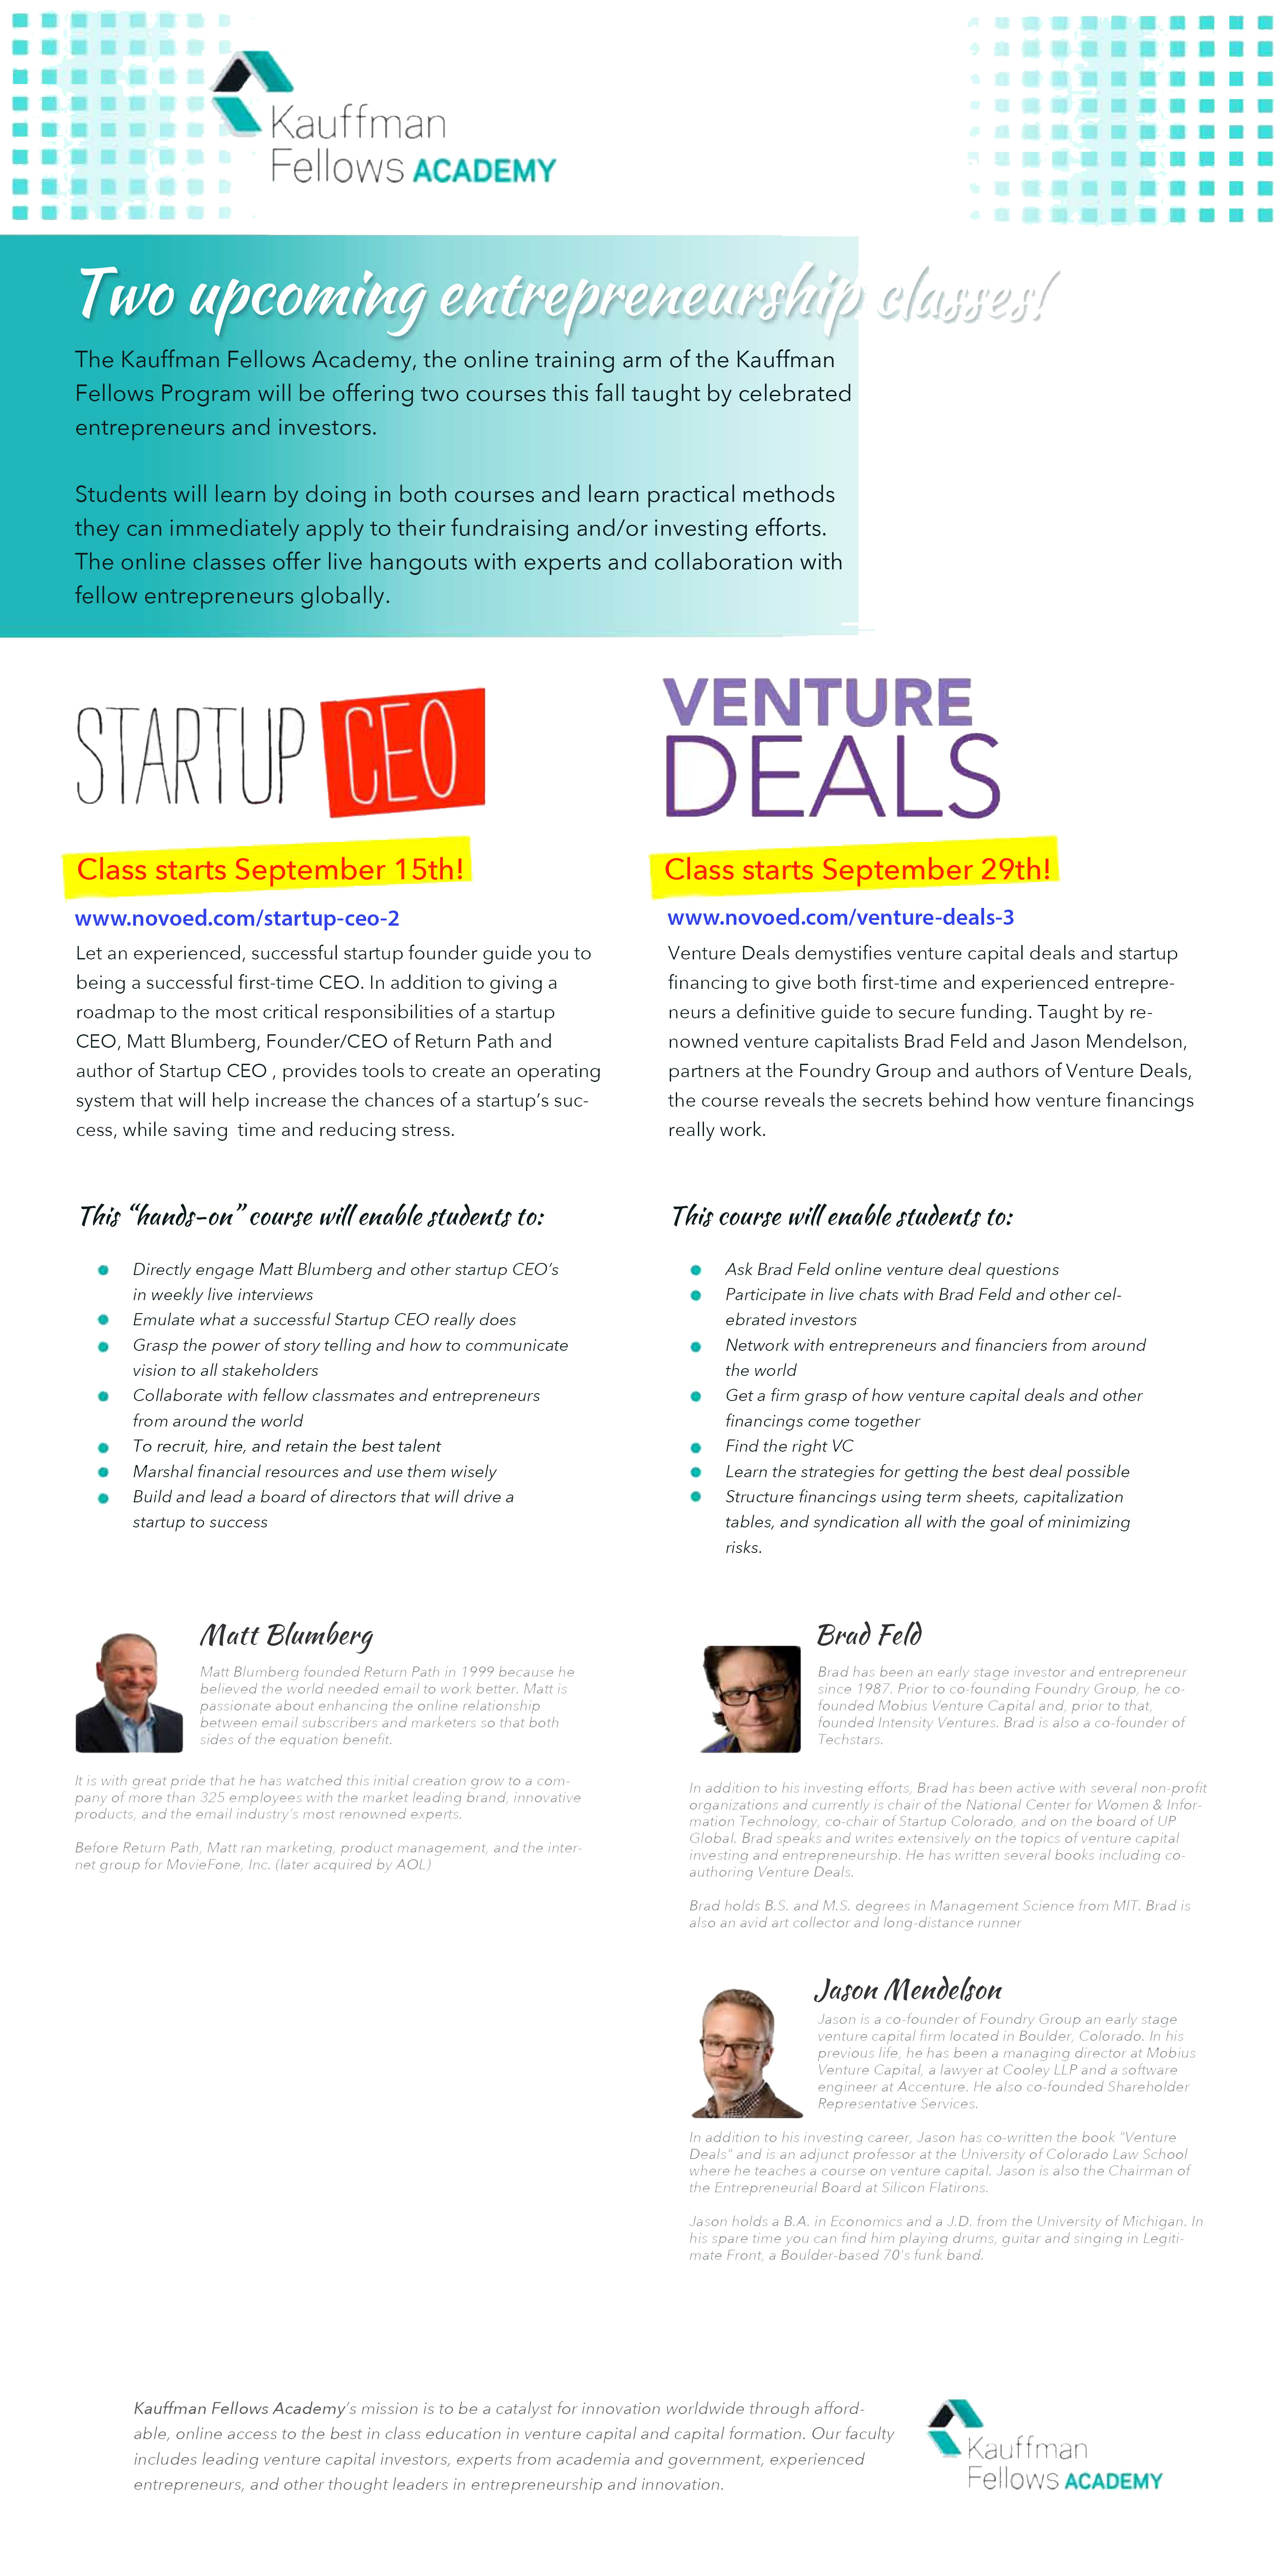 Kauffman
Fellows ACADEMY
Two upcoming entrepreneurship classes!
The Kauffman Fellows Academy, the online training arm of the Kauffman
Fellows Program will be offering two courses this fall taught by celebrated
entrepreneurs and investors.
Students will learn by doing in both courses and learn practical methods
they can immediately apply to their fundraising and/or investing efforts.
The online classes offer live hangouts with experts and collaboration with
fellow entrepreneurs globally.
STARTUP CEO
Class starts September 15th!
www.novoed.com/startup-ceo-2
Let an experienced, successful startup founder guide you to
being a successful first-time CEO. In addition to giving a
roadmap to the most critical responsibilities of a startup
CEO, Matt Blumberg, Founder/CEO of Return Path and
author of Startup CEO , provides tools to create an operating
system that will help increase the chances of a startup's suc-
cess, while saving  time and reducing stress.
This “hands-on” course will enable students to:
Directly engage Matt Blumberg and other startup CEO's
in weekly live interviews
Emulate what a successful Startup CEO really does
Grasp the power of story telling and how to communicate
vision to all stakeholders
Collaborate with fellow classmates and entrepreneurs
from around the world
To recruit, hire, and retain the best talent
Marshal financial resources and use them wisely
Build and lead a board of directors that will drive a
startup to success
Matt Blumberg
Matt Blumberg founded Return Path in 1999 because he
believed the world needed email to work better. Matt is
passionate about enhancing the online relationship
between email subscribers and marketers so that both
sides of the equation benefit.
It is with great pride that he has watched this initial creation grow to a com-
pany of more than 325 employees with the market leading brand, innovative
products, and the email industry's most renowned experts.
Before Return Path, Matt ran marketing, product management, and the inter-
net group for MovieFone, Inc. (later acquired by AOL)
VENTURE
DEALS
Class starts September 29th!
www.novoed.com/venture-deals-3
Venture Deals demystifies venture capital deals and startup
financing to give both first-time and experienced entrepre-
neurs a definitive guide to secure funding. Taught by re-
nowned venture capitalists Brad Feld and Jason Mendelson,
partners at the Foundry Group and authors of Venture Deals,
the course reveals the secrets behind how venture financings
really work.
This course will enable students to:
Ask Brad Feld online venture deal questions
Participate in live chats with Brad Feld and other cel-
ebrated investors
Network with entrepreneurs and financiers from around
the world
Get a firm grasp of how venture capital deals and other
financings come together
Find the right VC
Learn the strategies for getting the best deal possible
Structure financings using term sheets, capitalization
tables, and syndication all with the goal of minimizing
risks.
Brad Feld
Brad has been an early stage investor and entrepreneur
since 1987. Prior to co-founding Foundry Group, he co-
founded Mobius Venture Capital and, prior to that,
founded Intensity Ventures. Brad is also a co-founder of
Techstars.
In addition to his investing efforts, Brad has been active with several non-profit
organizations and currently is chair of the National Center for Women & Infor-
mation Technology, co-chair of Startup Colorado, and on the board of UP
Global. Brad speaks and writes extensively on the topics of venture capital
investing and entrepreneurship. He has written several books including co-
authoring Venture Deals.
Brad holds B.S. and M.S. degrees in Management Science from MIT. Brad is
also an avid art collector and long-distance runner
Jason Mendelson
Jason is a co-founder of Foundry Group an early stage
venture capital firm located in Boulder, Colorado. In his
previous life, he has been a managing director at Mobius
Venture Capital, a lawyer at Cooley LLP and a software
engineer at Accenture. He also co-founded Shareholder
Representative Services.
In addition to his investing career, Jason has co-written the book "Venture
Deals" and is an adjunct professor at the University of Colorado Law School
where he teaches a course on venture capital. Jason is also the Chairman of
the Entrepreneurial Board at Silicon Flatirons.
Jason holds a B.A. in Economics and a J.D. from the University of Michigan. In
his spare time you can find him playing drums, guitar and singing in Legiti-
mate Front, a Boulder-based 70's funk band.
Kauffman Fellows Academy's mission is to be a catalyst for innovation worldwide through afford-
able, online access to the best in class education in venture capital and capital formation. Our faculty
includes leading venture capital investors, experts from academia and government, experienced
entrepreneurs, and other thought leaders in entrepreneurship and innovation.
Kauffman
Fellows ACADEMY